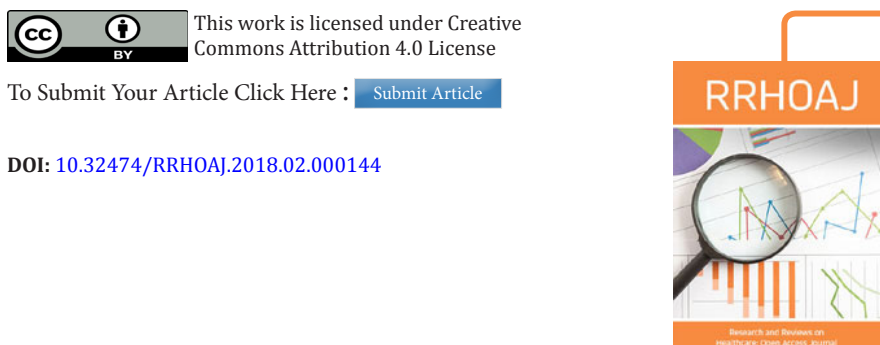 cc
BY
This work is licensed under Creative
Commons Attribution 4.0 License
To Submit Your Article Click Here : Submit Article
DOI: 10.32474/RRHOAJ.2018.02.000144
RRHOAJ
Research and Reviews on
Healthcare: Open Access Journal